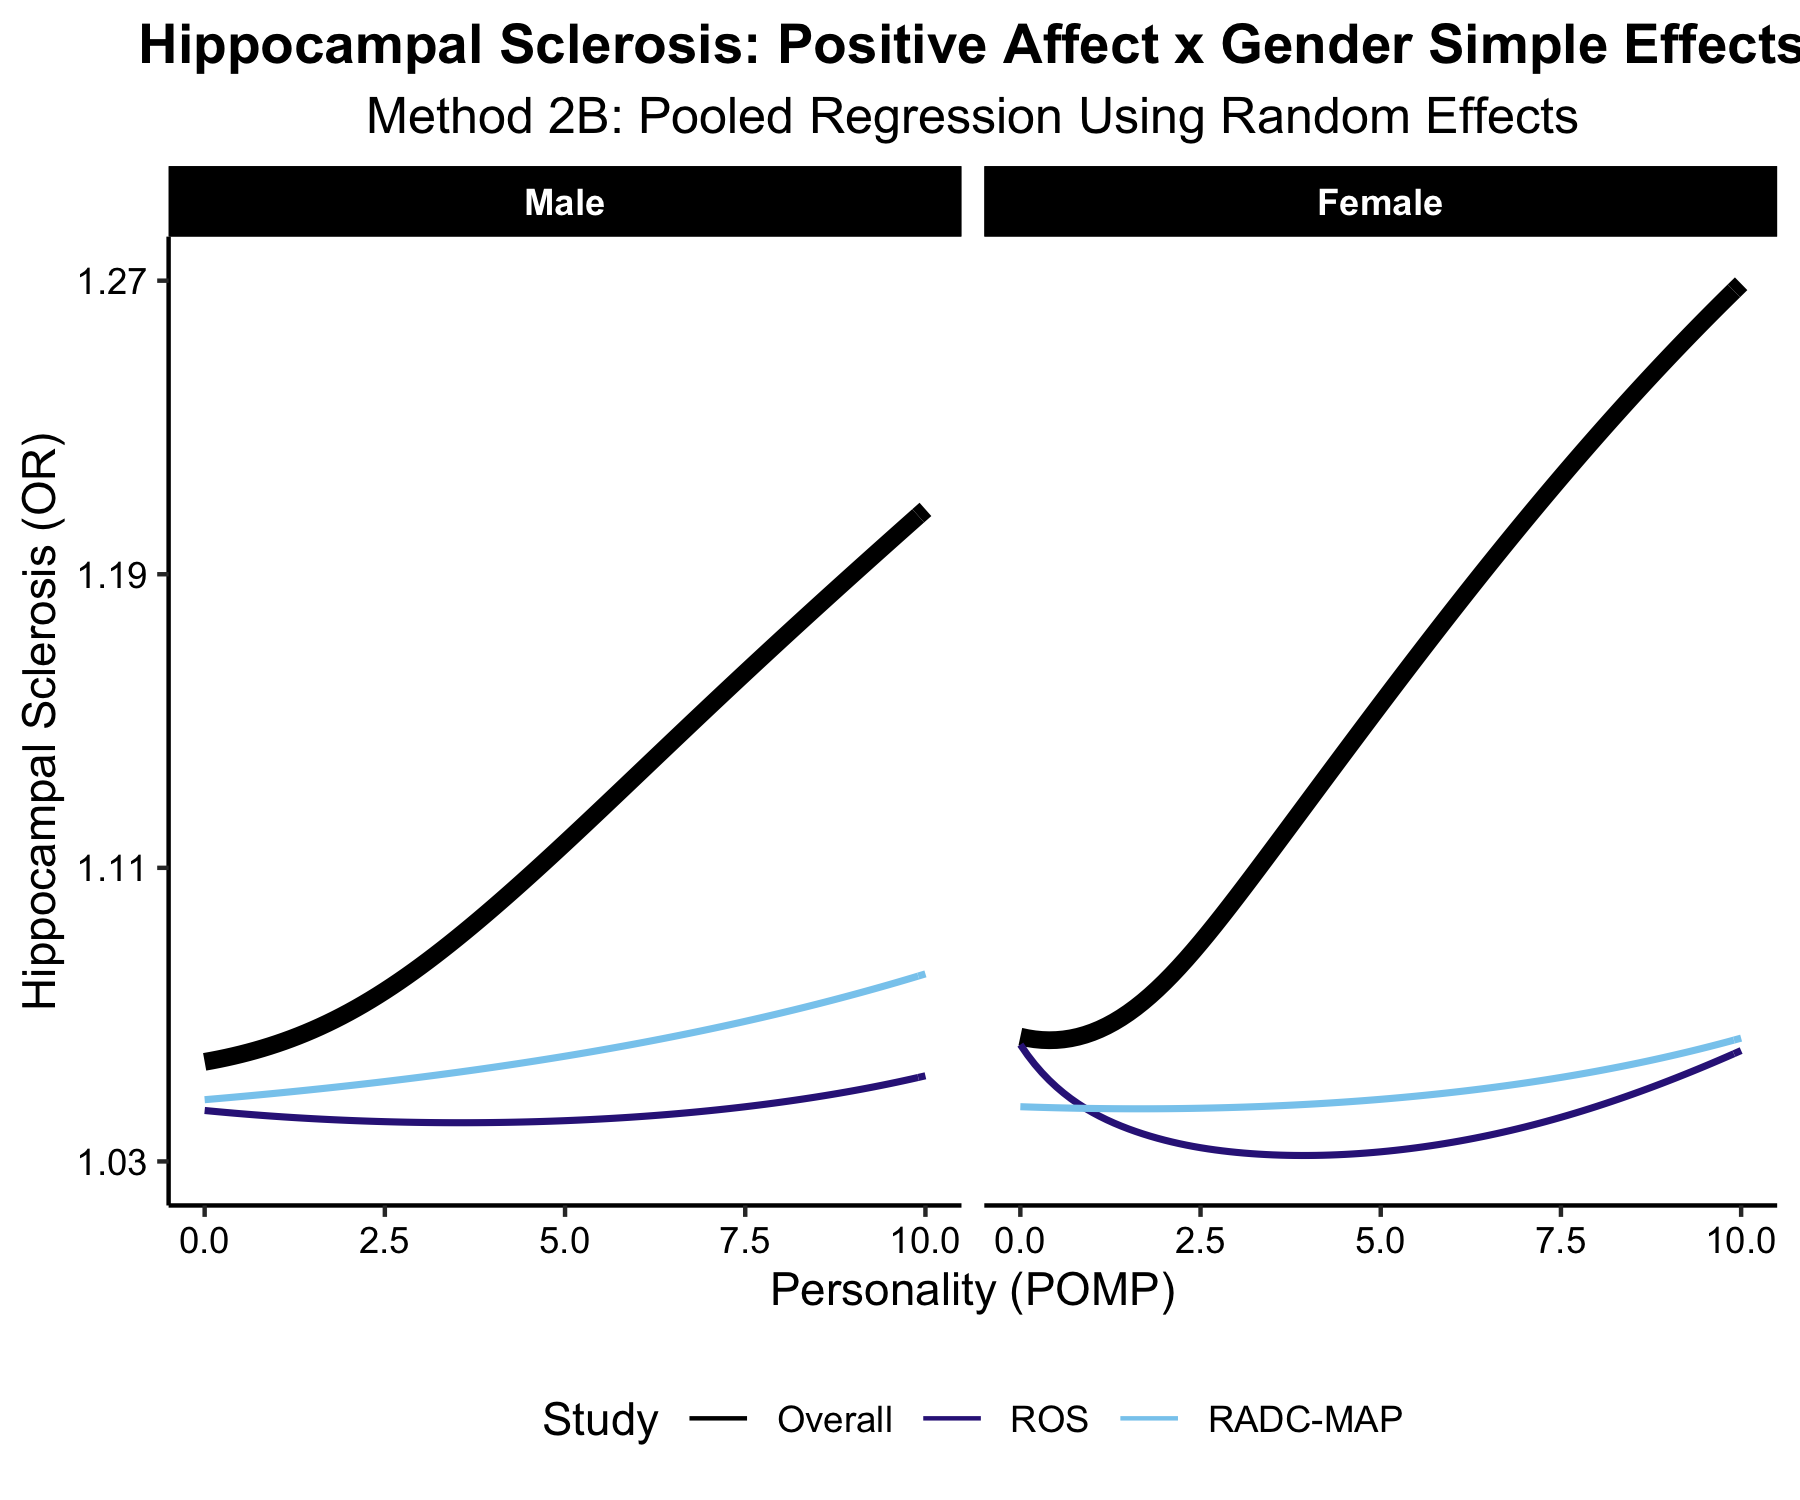 Hippocampal Sclerosis: Positive Affect x Gender Simple Effects
Method 2B: Pooled Regression Using Random Effects
Male Female
Hippocampal Sclerosis (OR)
1.27
1.19
1.11
1.03
0.0 2.5 5.0 7.5 10.0 0.0 2.5 5.0 7.5 10.0
Personality (POMP)
Study Overall ROS RADC-MAP